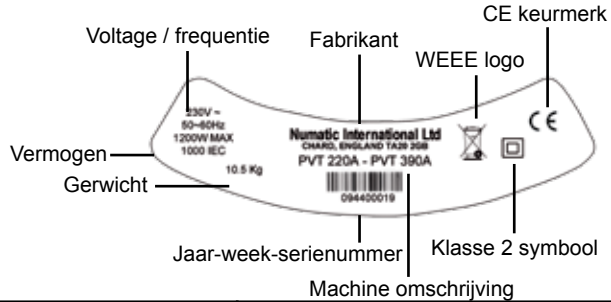 CE keurmerk
Voltage / frequentie
Fabrikant
WEEE logo
230V ~
50~60Hz
1200W MAX
1000 IEC
Numatic International Ltd
CHARD, ENGLAND TA20 2GB
PVT 220A - PVT 390A
CE
Vermogen
10.5 Kg
Gerwicht
094400019
Jaar-week-serienummer
Klasse 2 symbool
Machine omschrijving